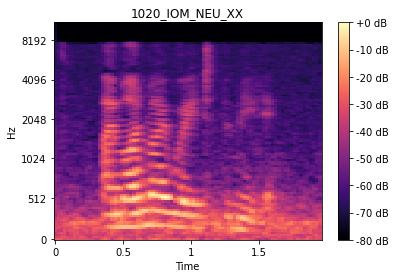 1020_IOM_NEU_XX
8192
4096
2048
1024
512
0
Hz
0
0.5
1
1.5
Time
+0 dB
-10 dB
-20 dB
-30 dB
-40 dB
-50 dB
-60 dB
-70 dB
-80 dB